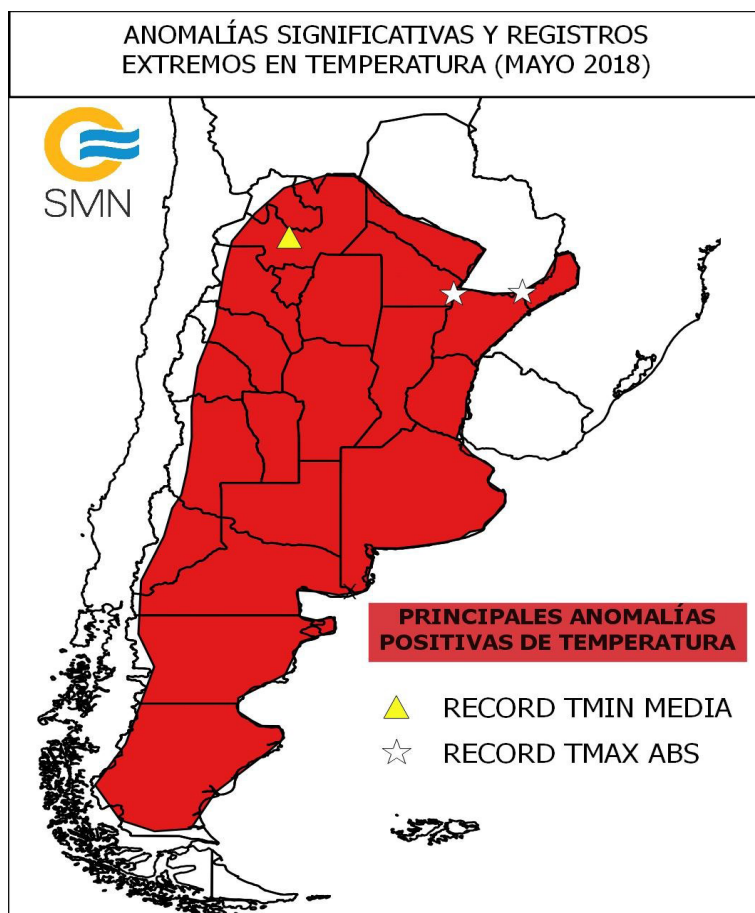 ANOMALÍAS SIGNIFICATIVAS Y REGISTROS
EXTREMOS EN TEMPERATURA (MAYO 2018)
SMN
PRINCIPALES ANOMALÍAS
POSITIVAS DE TEMPERATURA
RECORD TMIN MEDIA
RECORD TMAX ABS